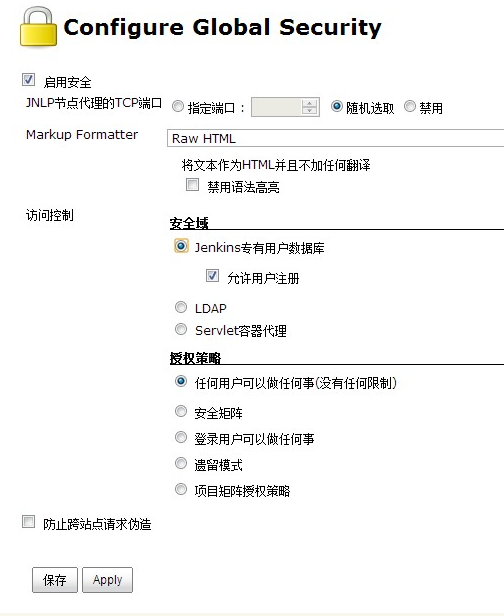 Configure Global Security
启用安全
JNLP节点代理的TCP端口 指定端口： 随机选取 禁用
Markup Formatter Raw HTML
将文本作为HTML并且不加任何翻译
禁用语法高亮
访问控制
安全域
Jenkins专有用户数据库
允许用户注册
LDAP
Servlet容器代理
授权策略
任何用户可以做任何事(没有任何限制)
安全矩阵
登录用户可以做任何事
遗留模式
项目矩阵授权策略
防止跨站点请求伪造
保存 Apply